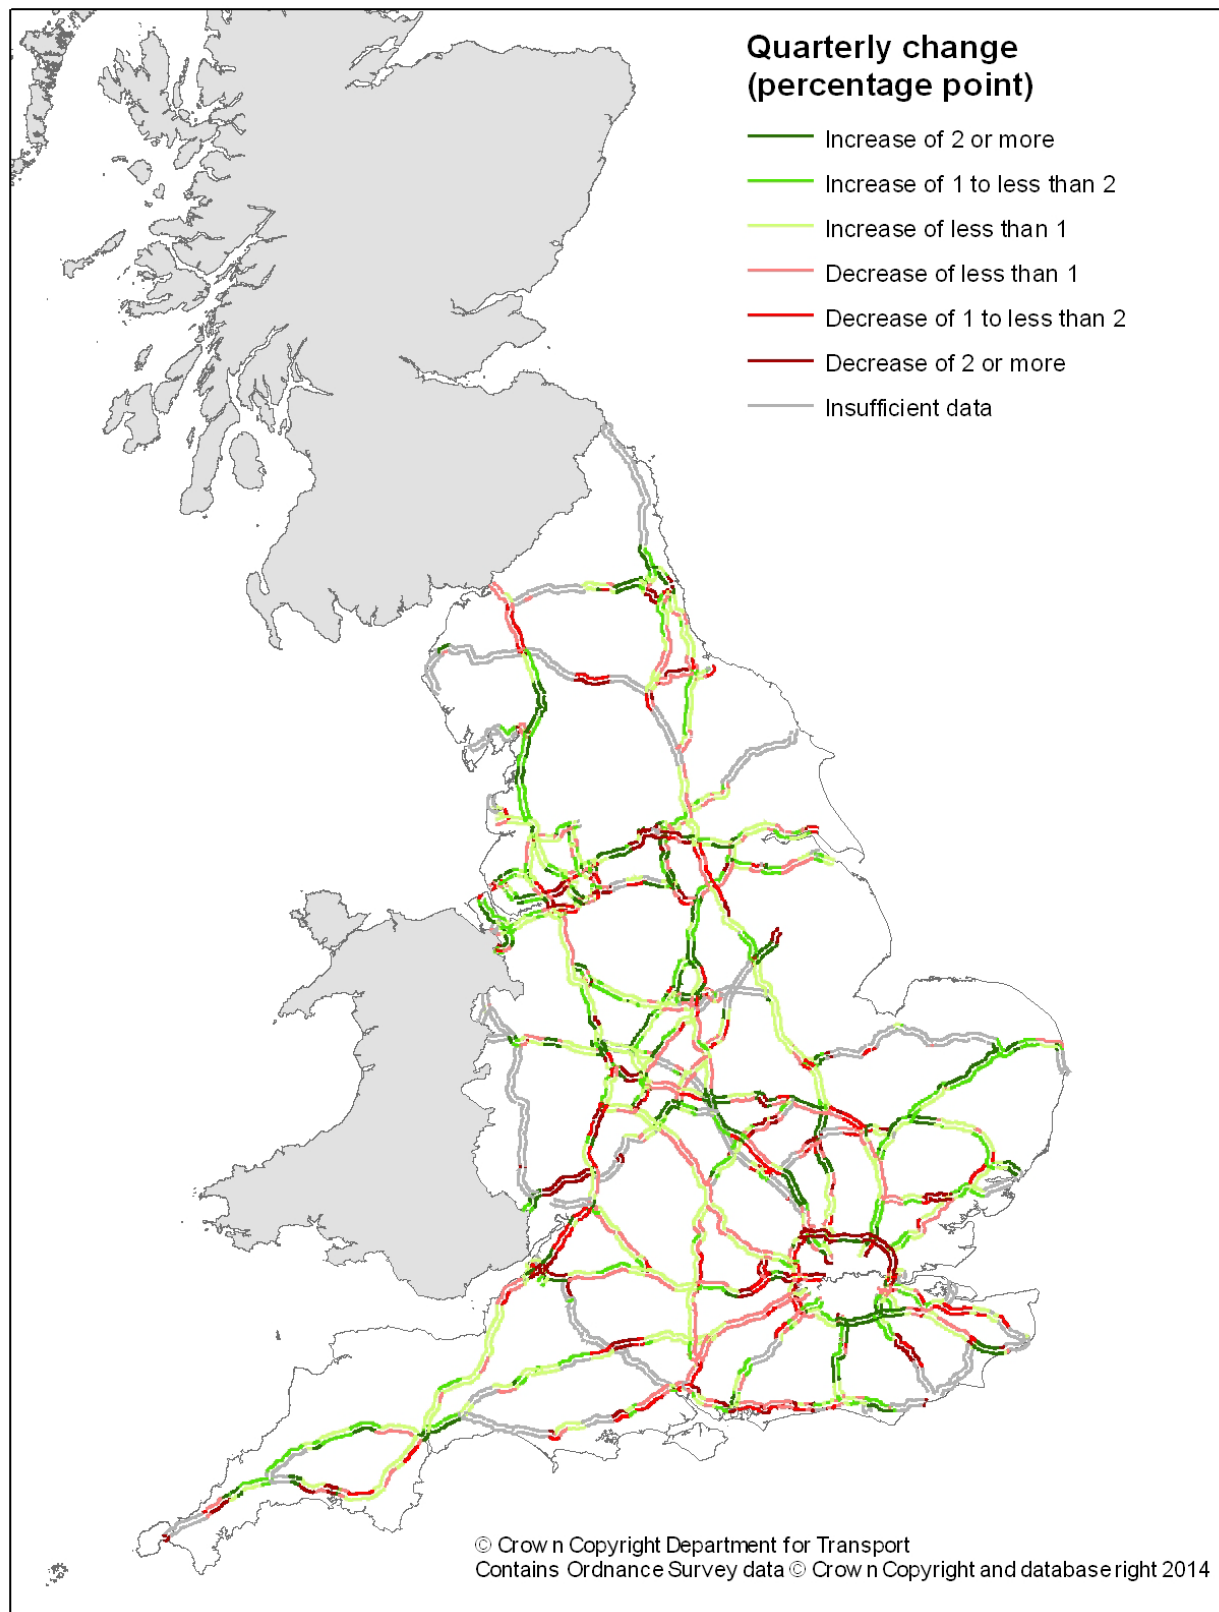 Quarterly change
(percentage point)
Increase of 2 or more
Increase of 1 to less than 2
Increase of less than 1
Decrease of less than 1
Decrease of 1 to less than 2
Decrease of 2 or more
Insufficient data
© Crown Copyright Department for Transport
Contains Ordnance Survey data © Crown Copyright and database right 2014